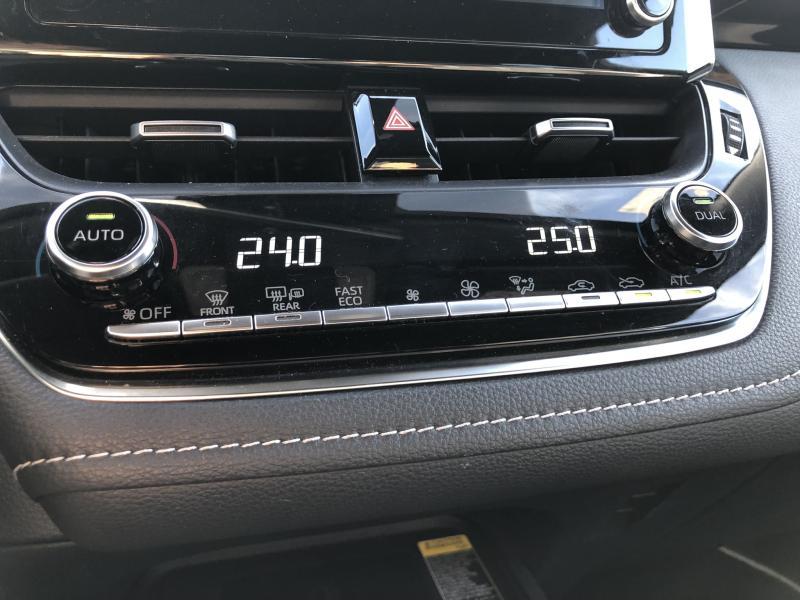 AUTO
24.0
25.0
DUAL
OFF
FRONT
REAR
FAST
ECO
A/C